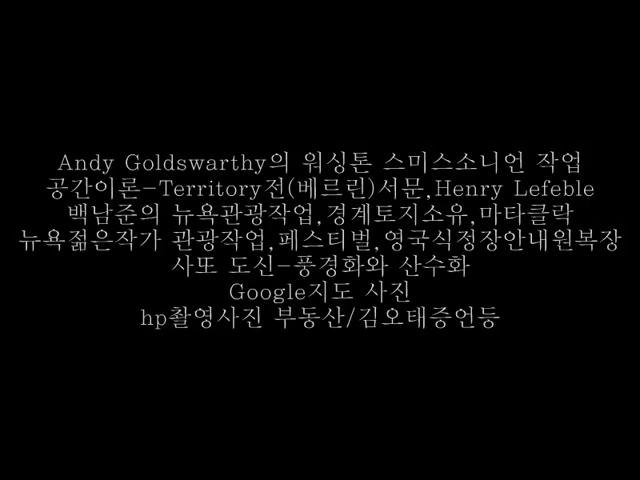 Andy Goldswarthy의 워싱톤 스미스소니언 작업
공간이론-Territory전(베르린)서문,Henry Lefeble
백남준의 뉴욕관광작업,경계토지소유,마타클락
뉴욕젊은작가 관광작업,페스티벌,영국식정장안내원복장
사또 도신-풍경화와 산수화
Google지도 사진
hp촬영사진 부동산/김오태증언등